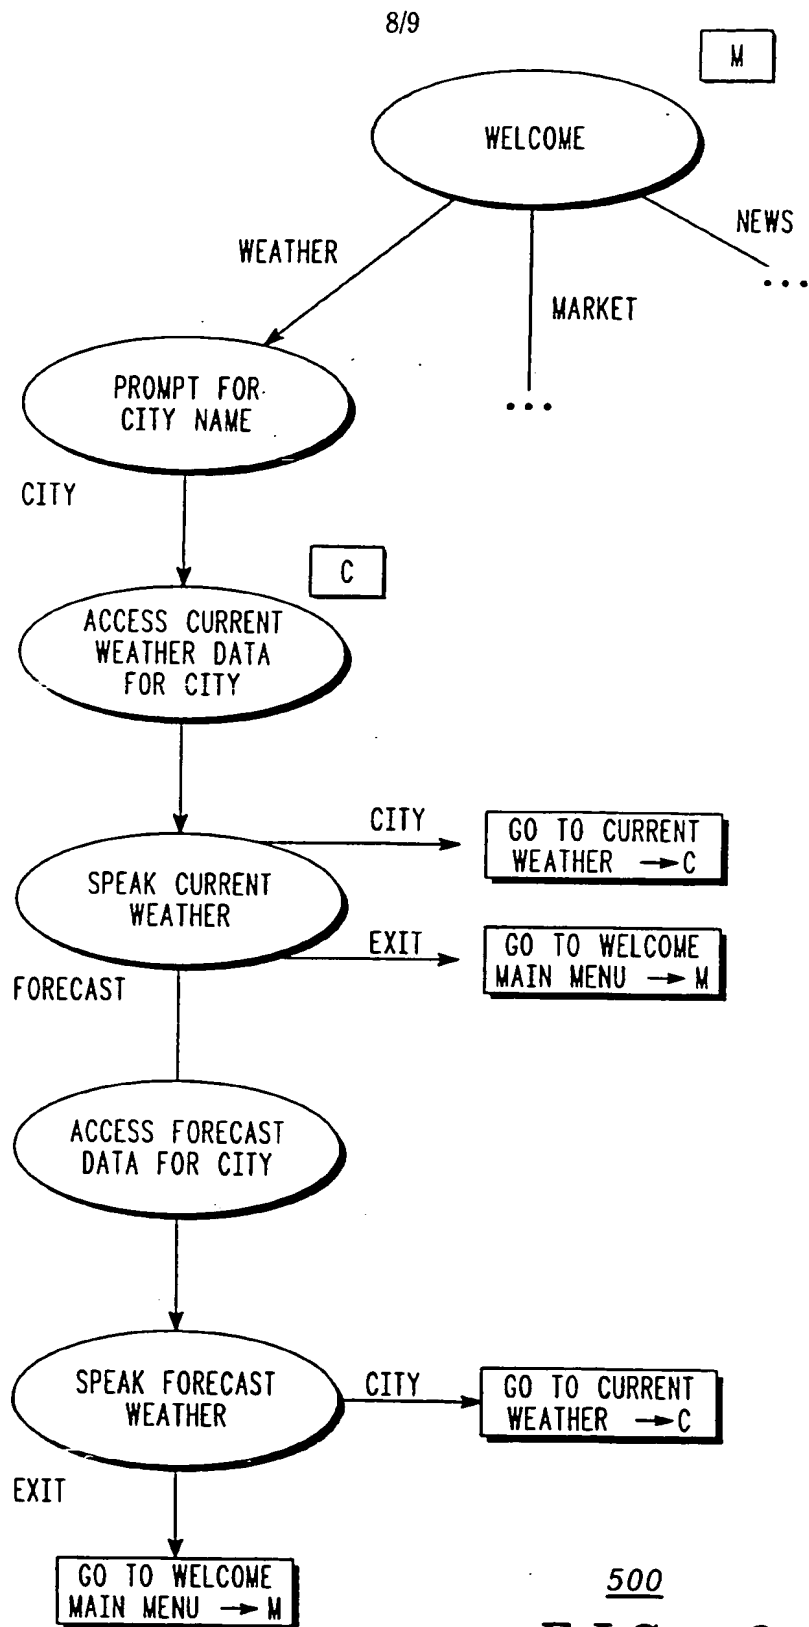 8/9
M
WELCOME
NEWS
WEATHER
MARKET
...
...
PROMPT FOR
CITY NAME
CITY
C
ACCESS CURRENT
WEATHER DATA
FOR CITY
CITY
GO TO CURRENT
WEATHER → C
SPEAK CURRENT
WEATHER
EXIT
GO TO WELCOME
MAIN MENU → M
FORECAST
ACCESS FORECAST
DATA FOR CITY
SPEAK FORECAST
WEATHER
CITY
GO TO CURRENT
WEATHER → C
EXIT
GO TO WELCOME
MAIN MENU → M
500